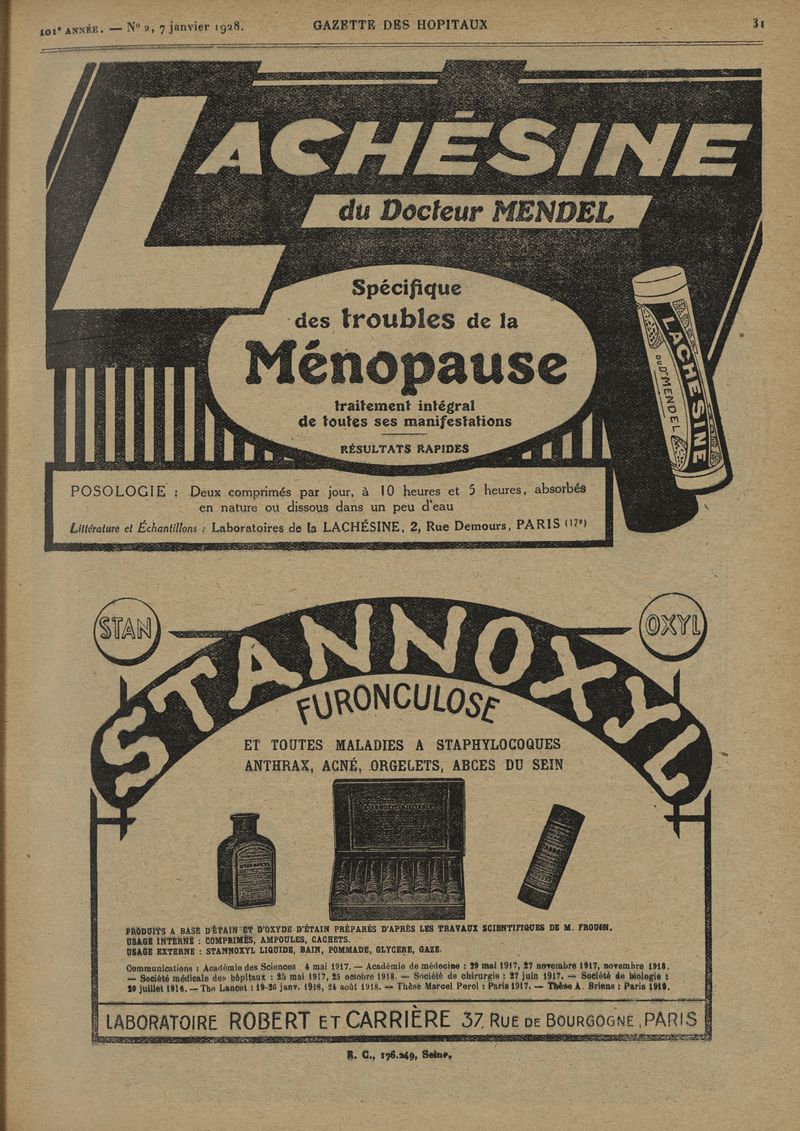 101e ANNÉE. — No 2, 7 janvier 1928. GAZETTE DES HOPITAUX 31
LACHÉSINE
du Docteur MENDEL
Spécifique
des troubles de la
Ménopause
traitement intégral
de toutes ses manifestations
RÉSULTATS RAPIDES
LACHÉSINE
DU Dr MENDEL
POSOLOGIE : Deux comprimés par jour, à 10 heures et 5 heures, absorbés
en nature ou dissous dans un peu d'eau
Littérature et Échantillons : Laboratoires de la LACHÉSINE, 2, Rue Demours, PARIS (17e)
STAN
OXYL
STANNOXYL
FURONCULOSE
ET TOUTES MALADIES A STAPHYLOCOQUES
ANTHRAX, ACNÉ, ORGELETS, ABCES DU SEIN
STANNOXYL
PRODUITS A BASE D'ÉTAIN ET D'OXYDE D'ÉTAIN PRÉPARÉS D'APRÈS LES TRAVAUX SCIENTIFIQUES DE M. FROUIN.
USAGE INTERNE : COMPRIMÉS, AMPOULES, CACHETS.
USAGE EXTERNE : STANNOXYL LIQUIDE, BAIN, POMMADE, GLYCERE, GAZE.
Communications : Académie des Sciences 4 mai 1917. — Académie de médecine : 29 mai 1917, 27 novembre 1917, novembre 1918.
— Société médicale des hôpitaux : 25 mai 1917, 25 octobre 1918. — Société de chirurgie : 27 juin 1917. — Société de biologie :
20 juillet 1918. — The Lancet : 19-26 janv. 1918, 24 août 1918. — Thèse Marcel Perol : Paris 1917. — Thèse A. Briens : Paris 1919.
LABORATOIRE ROBERT ET CARRIÈRE 37, RUE DE BOURGOGNE, PARIS
R. C., 176.249, Seine.